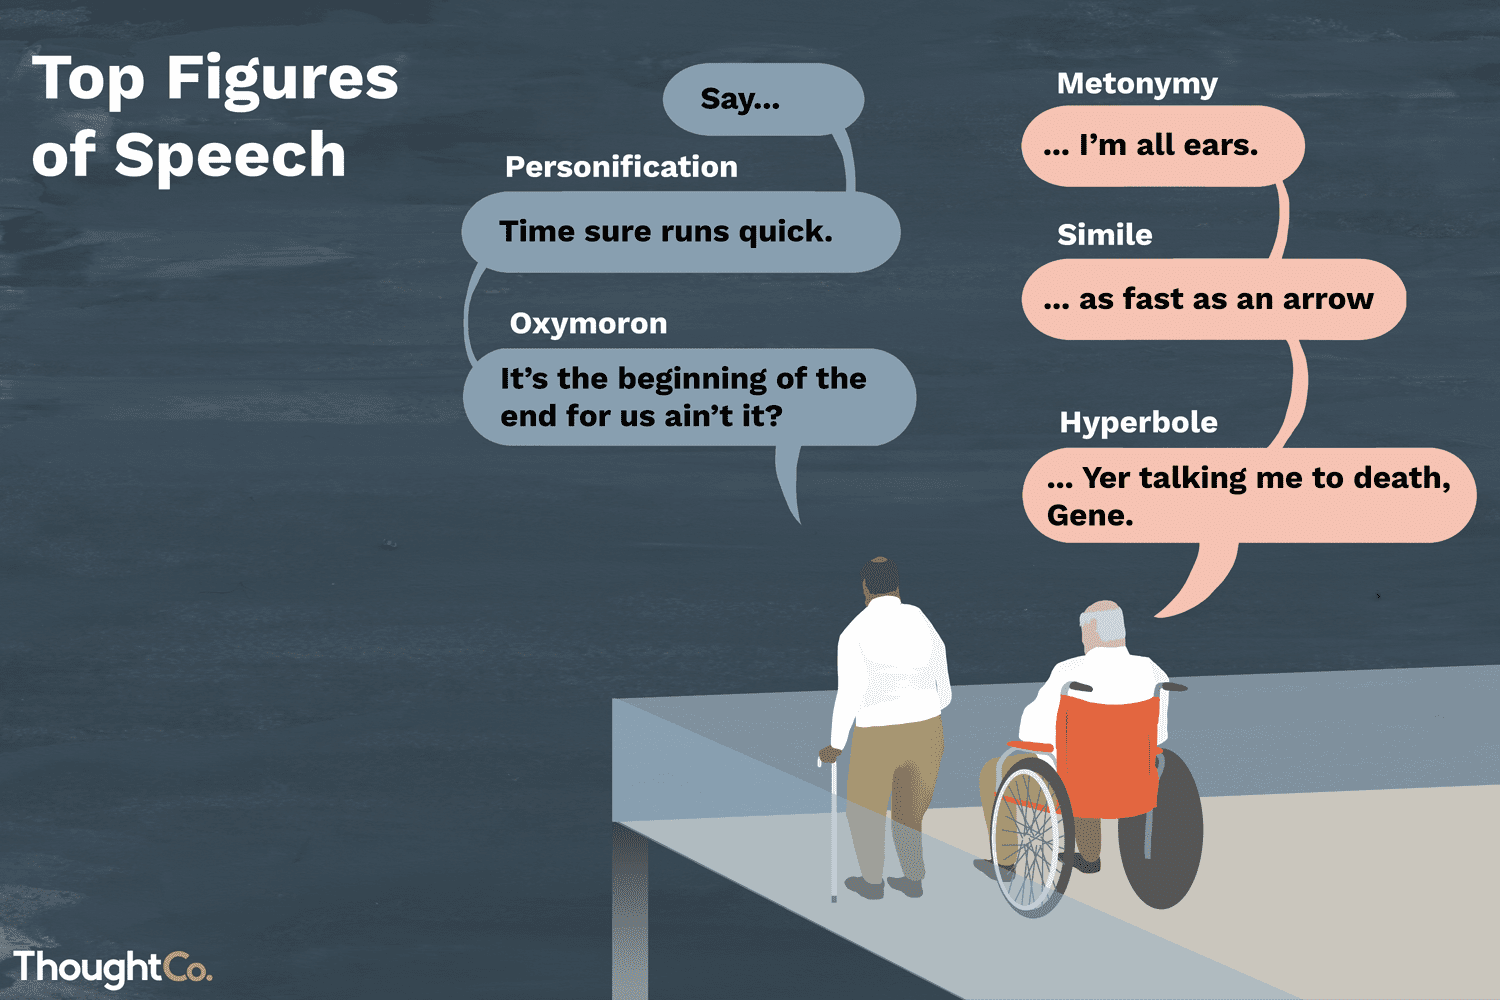 Top Figures
of Speech
Say...
Personification
Time sure runs quick.
Oxymoron
It’s the beginning of the
end for us ain’t it?
Metonymy
... I’m all ears.
Simile
... as fast as an arrow
Hyperbole
... Yer talking me to death,
Gene.
ThoughtCo.